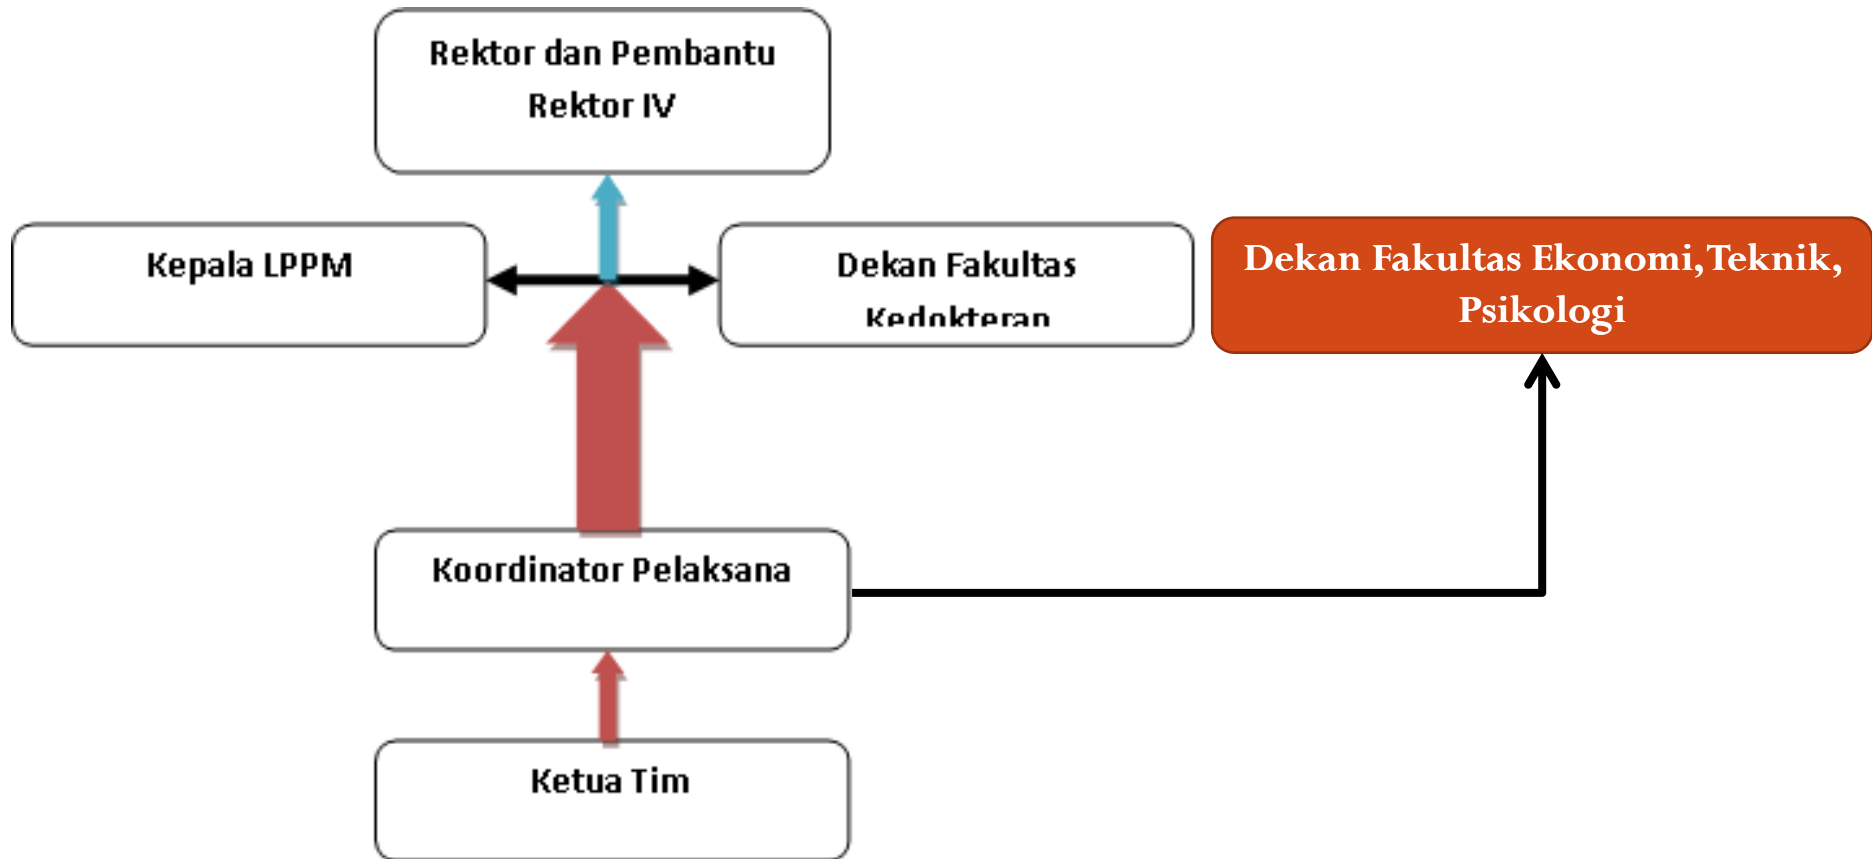 Rektor dan Pembantu
Rektor IV
Kepala LPPM
Dekan Fakultas
Kedokteran
Dekan Fakultas Ekonomi, Teknik,
Psikologi
Koordinator Pelaksana
Ketua Tim